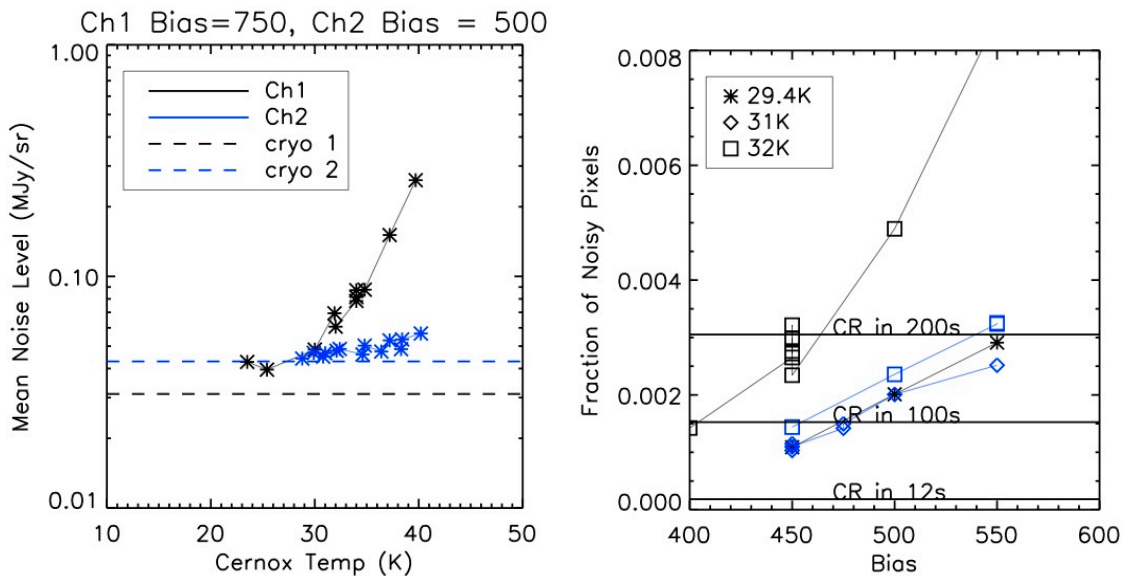 Ch1 Bias=750, Ch2 Bias = 500
1.00
0.10
0.01
Mean Noise Level (MJy/sr)
Ch1
Ch2
cryo 1
cryo 2
10 20 30 40 50
Cernox Temp (K)
0.008
0.006
0.004
0.002
0.000
Fraction of Noisy Pixels
29.4K
31K
32K
CR in 200s
CR in 100s
CR in 12s
400 450 500 550 600
Bias